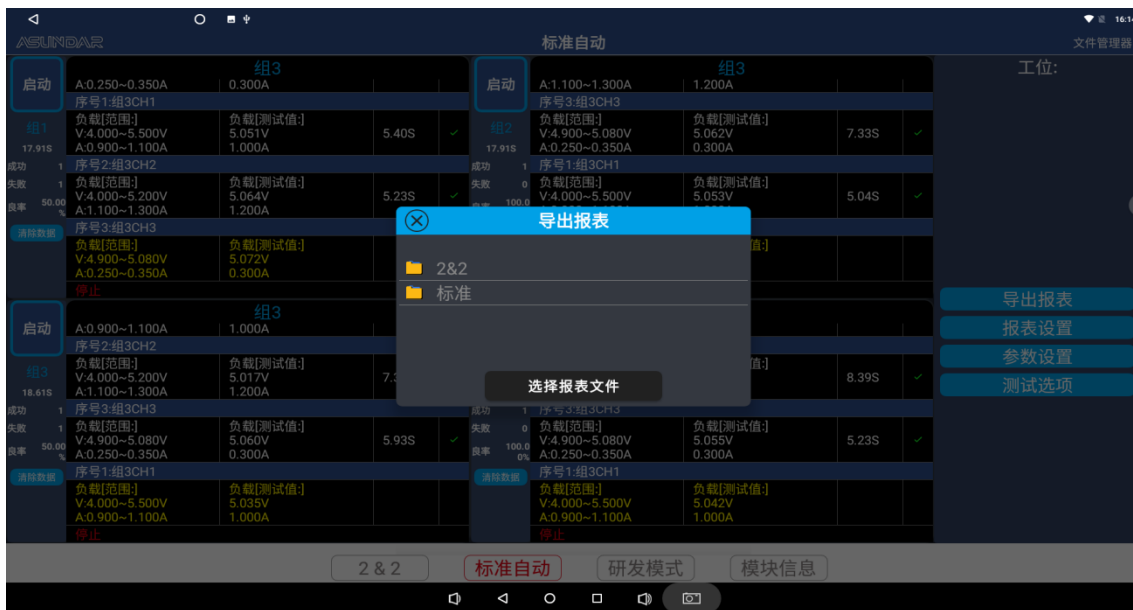 16:14
ASUNDAR
标准自动
文件管理器
启动
组3
A:0.250~0.350A
0.300A
序号1:组3CH1
组1
17.91S
负载[范围:]
负载[测试值:]
V:4.000~5.500V
5.051V
5.40S
A:0.900~1.100A
1.000A
成功 1
序号2:组3CH2
失败 1
负载[范围:]
负载[测试值:]
V:4.000~5.200V
5.064V
5.23S
良率 50.00%
A:1.100~1.300A
1.200A
清除数据
序号3:组3CH3
负载[范围:]
负载[测试值:]
V:4.900~5.080V
5.072V
A:0.250~0.350A
0.300A
停止
启动
组3
A:1.100~1.300A
1.200A
序号3:组3CH3
组2
17.91S
负载[范围:]
负载[测试值:]
V:4.900~5.080V
5.062V
7.33S
A:0.250~0.350A
0.300A
成功 1
序号1:组3CH1
失败 0
负载[范围:]
负载[测试值:]
V:4.000~5.500V
5.053V
5.04S
良率 100.0
工位:
导出报表
2&2
标准
选择报表文件
导出报表
报表设置
参数设置
测试选项
启动
组3
A:0.900~1.100A
1.000A
序号2:组3CH2
组3
18.61S
负载[范围:]
负载[测试值:]
V:4.000~5.200V
5.017V
A:1.100~1.300A
1.200A
成功 1
序号3:组3CH3
失败 1
负载[范围:]
负载[测试值:]
V:4.900~5.080V
5.060V
5.93S
良率 50.00%
A:0.250~0.350A
0.300A
清除数据
序号1:组3CH1
负载[范围:]
负载[测试值:]
V:4.000~5.500V
5.035V
A:0.900~1.100A
1.000A
停止
8.39S
成功 1
序号3:组3CH3
失败 0
负载[范围:]
负载[测试值:]
V:4.900~5.080V
5.055V
5.23S
良率 100.00%
A:0.250~0.350A
0.300A
清除数据
序号1:组3CH1
负载[范围:]
负载[测试值:]
V:4.000~5.500V
5.042V
A:0.900~1.100A
1.000A
停止
2 & 2
标准自动
研发模式
模块信息